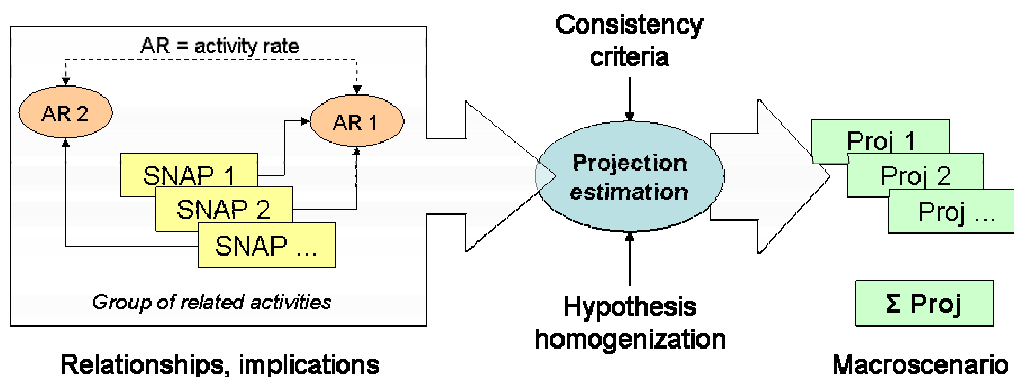 AR = activity rate
AR 2
AR 1
SNAP 1
SNAP 2
SNAP ...
Group of related activities
Relationships, implications
Consistency
criteria
Projection
estimation
Hypothesis
homogenization
Proj 1
Proj 2
Proj ...
Σ Proj
Macroscenario